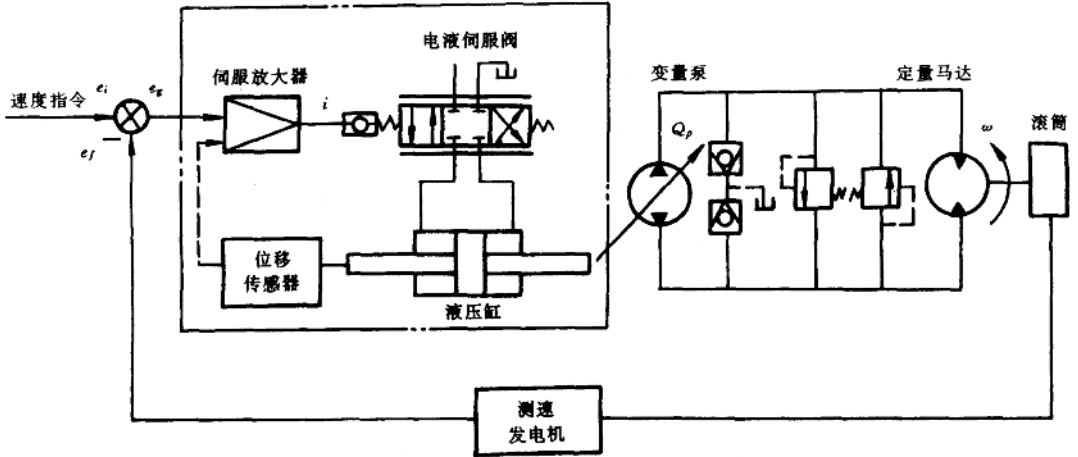 电液伺服阀
伺服放大器
变量泵
定量马达
速度指令
e_i
e_g
i
Q_p
ω
滚筒
e_f
位移
传感器
液压缸
测速
发电机